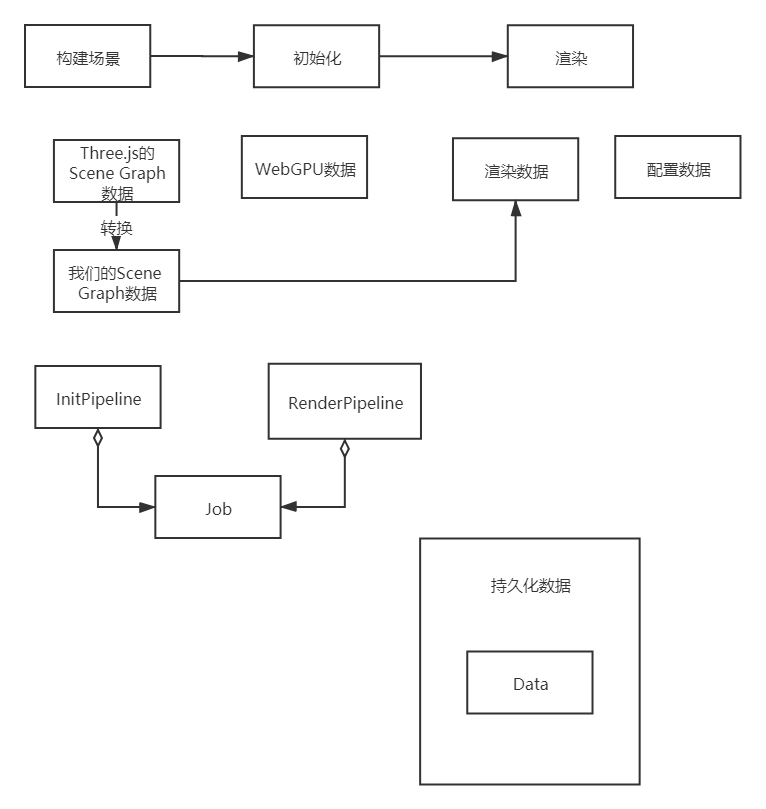 构建场景
初始化
渲染
Three.js的
Scene Graph
数据
WebGPU数据
渲染数据
配置数据
转换
我们的Scene
Graph数据
InitPipeline
RenderPipeline
Job
持久化数据
Data